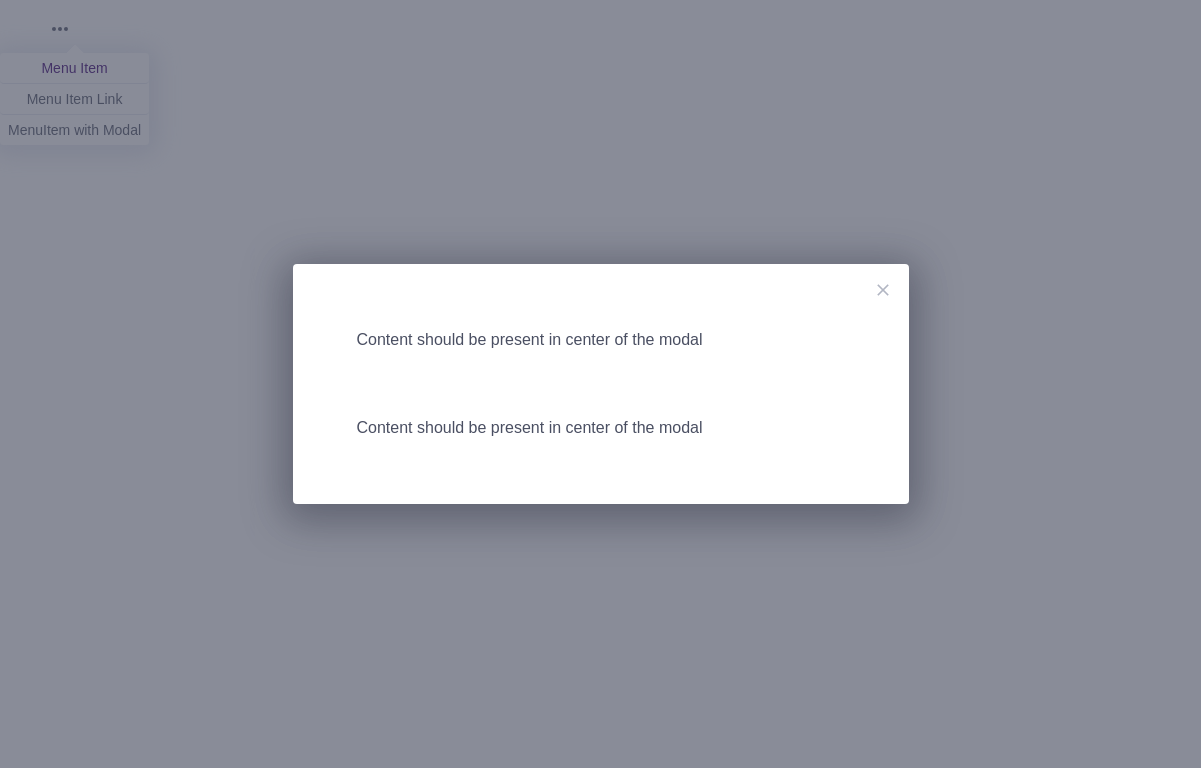 Menu Item
Menu Item Link
MenuItem with Modal
Content should be present in center of the modal
Content should be present in center of the modal